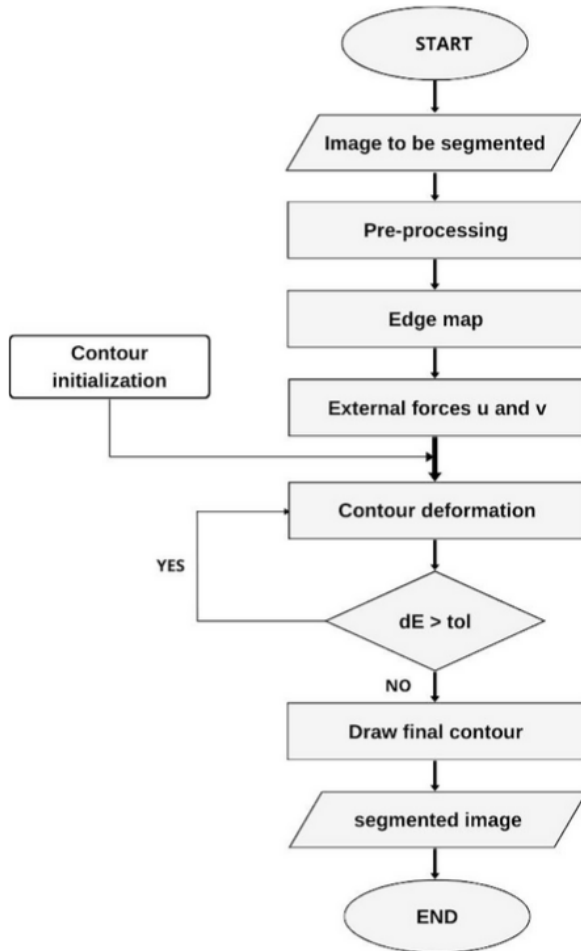 START
Image to be segmented
Pre-processing
Edge map
Contour
initialization
External forces u and v
Contour deformation
YES
dE > tol
NO
Draw final contour
segmented image
END